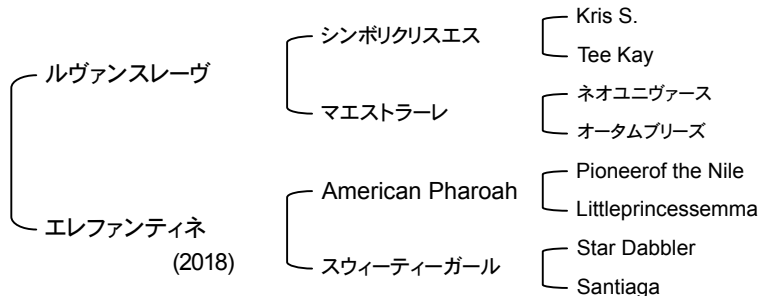 ルヴァンスレーヴ
シンボリクリスエス
Kris S.
Tee Kay
マエストラーレ
ネオユニヴァース
オータムブリーズ
エレファンティネ
(2018)
American Pharoah
Pioneerof the Nile
Littleprincessemma
スウィーティーガール
Star Dabbler
Santiaga